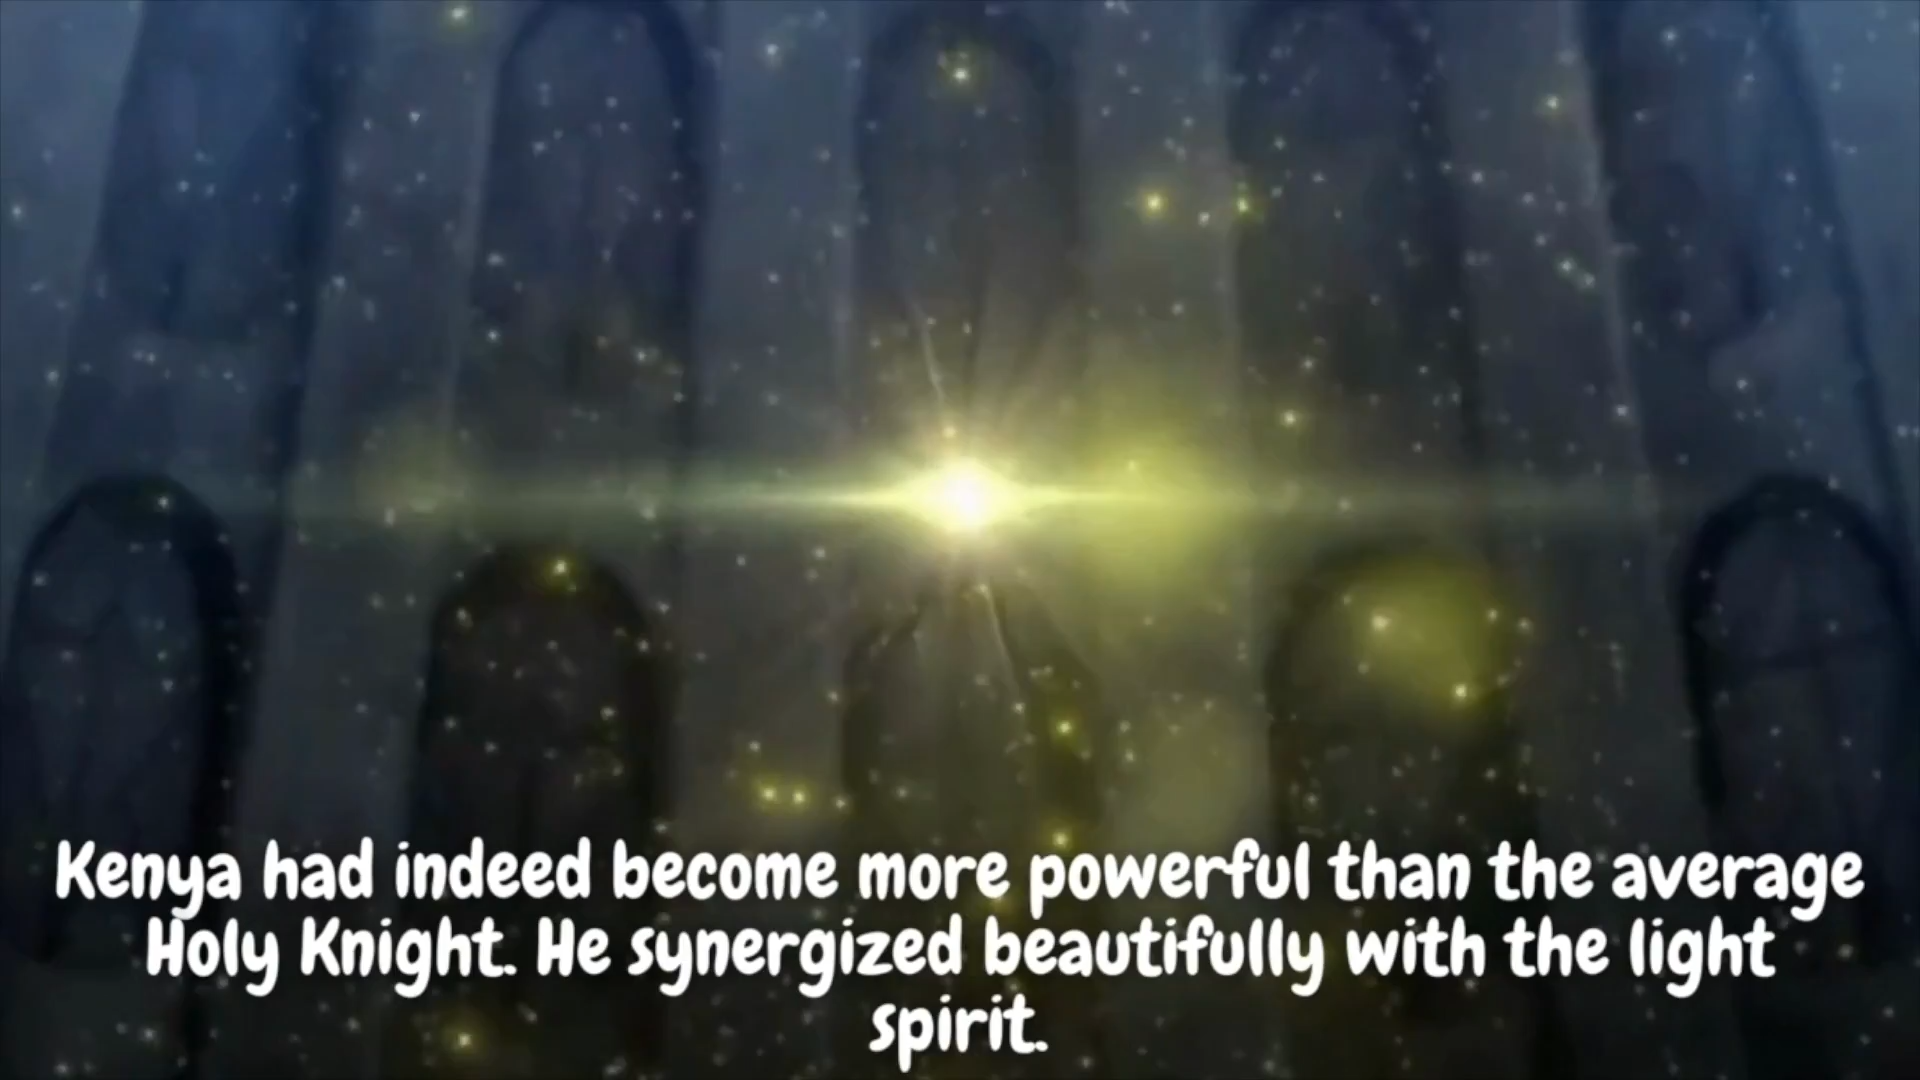 Kenya had indeed become more powerful than the average
Holy Knight. He synergized beautifully with the light
spirit.